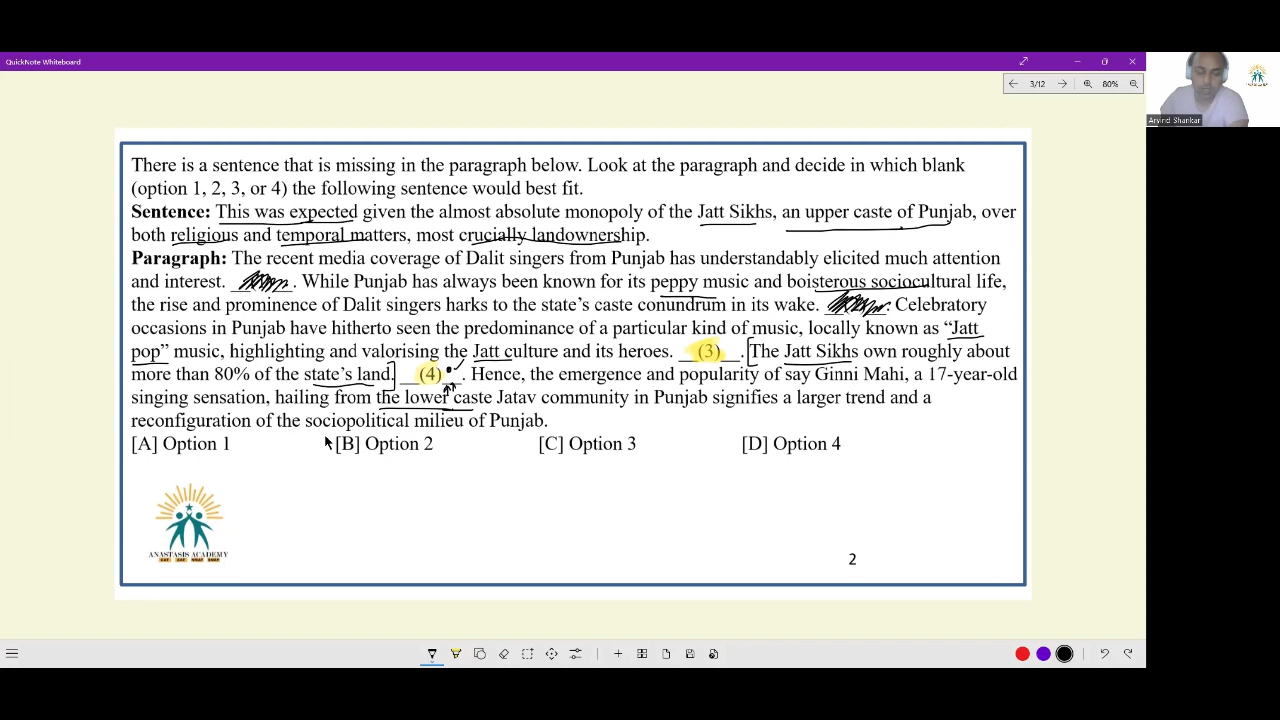 QuickNote Whiteboard
3/12
80%
Arvind Shankar
There is a sentence that is missing in the paragraph below. Look at the paragraph and decide in which blank
(option 1, 2, 3, or 4) the following sentence would best fit.
Sentence: This was expected given the almost absolute monopoly of the Jatt Sikhs, an upper caste of Punjab, over
both religious and temporal matters, most crucially landownership.
Paragraph: The recent media coverage of Dalit singers from Punjab has understandably elicited much attention
and interest. ______. While Punjab has always been known for its peppy music and boisterous sociocultural life,
the rise and prominence of Dalit singers harks to the state's caste conundrum in its wake. ______. Celebratory
occasions in Punjab have hitherto seen the predominance of a particular kind of music, locally known as “Jatt
pop” music, highlighting and valorising the Jatt culture and its heroes. __(3)__. The Jatt Sikhs own roughly about
more than 80% of the state's land. __(4)__. Hence, the emergence and popularity of say Ginni Mahi, a 17-year-old
singing sensation, hailing from the lower caste Jatav community in Punjab signifies a larger trend and a
reconfiguration of the sociopolitical milieu of Punjab.
[A] Option 1 [B] Option 2 [C] Option 3 [D] Option 4
ANASTASIS ACADEMY
2